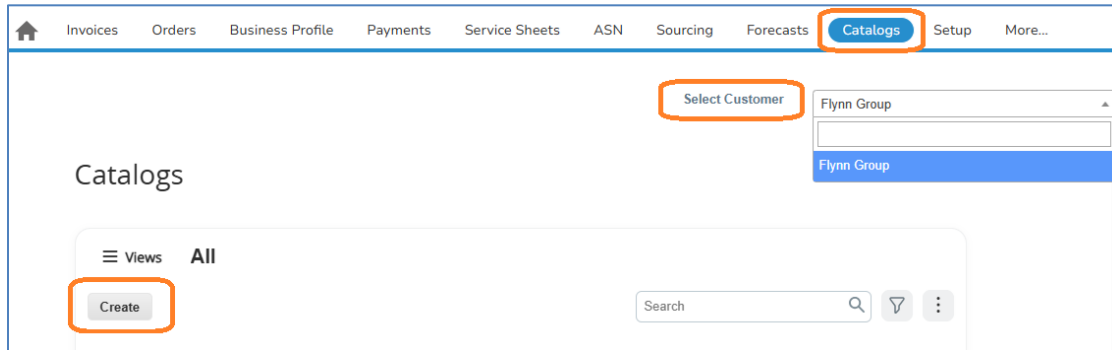 Invoices Orders Business Profile Payments Service Sheets ASN Sourcing Forecasts Catalogs Setup More...
Select Customer Flynn Group
Flynn Group
Catalogs
Views All
Create Search